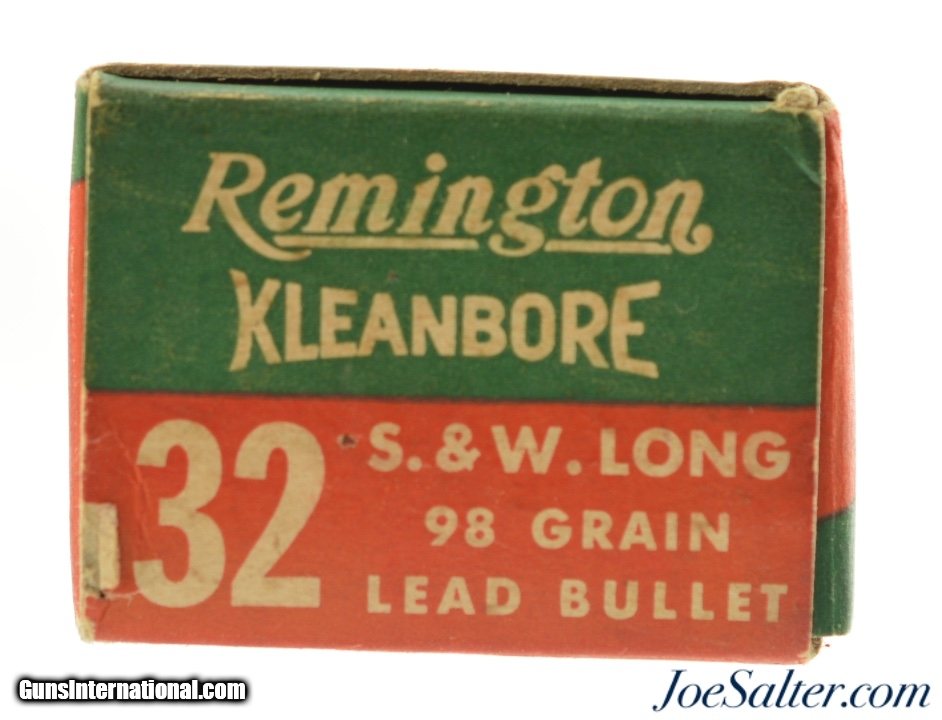 Remington
KLEANBORE
32 S. & W. LONG
98 GRAIN
LEAD BULLET
GunsInternational.com
JoeSalter.com